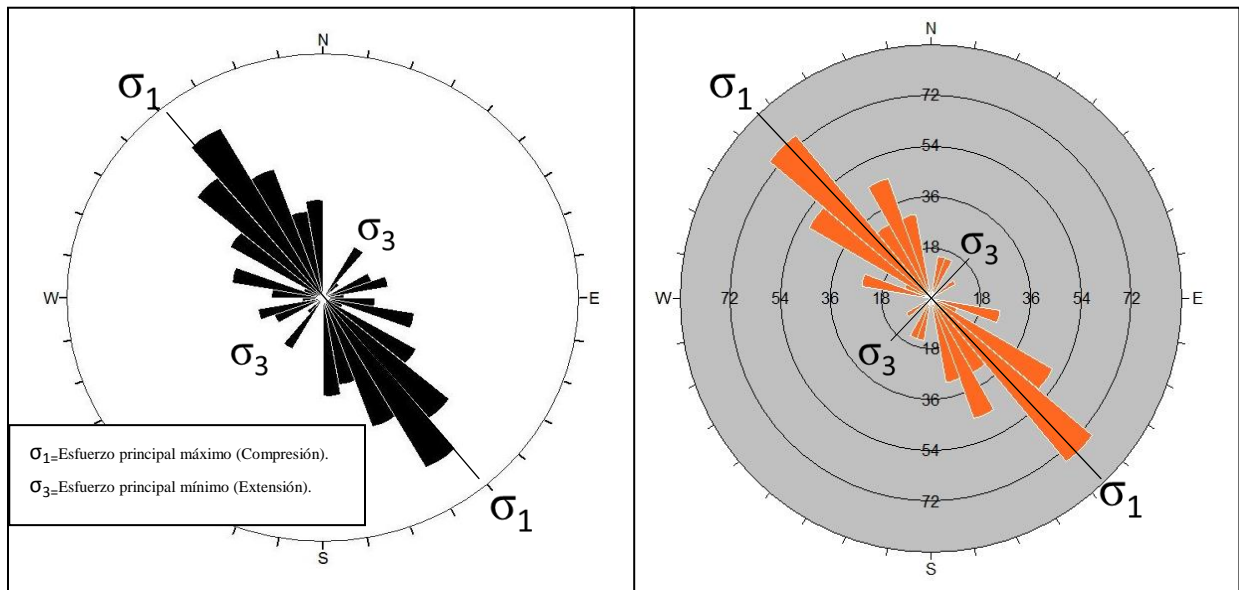 N
σ1
σ3
W
E
σ3
σ1=Esfuerzo principal máximo (Compresión).
σ3=Esfuerzo principal mínimo (Extensión).
σ1
S
N
σ1
72
54
36
18
σ3
W
72
54
36
18
18
36
54
72
E
σ3
18
36
54
72
σ1
S